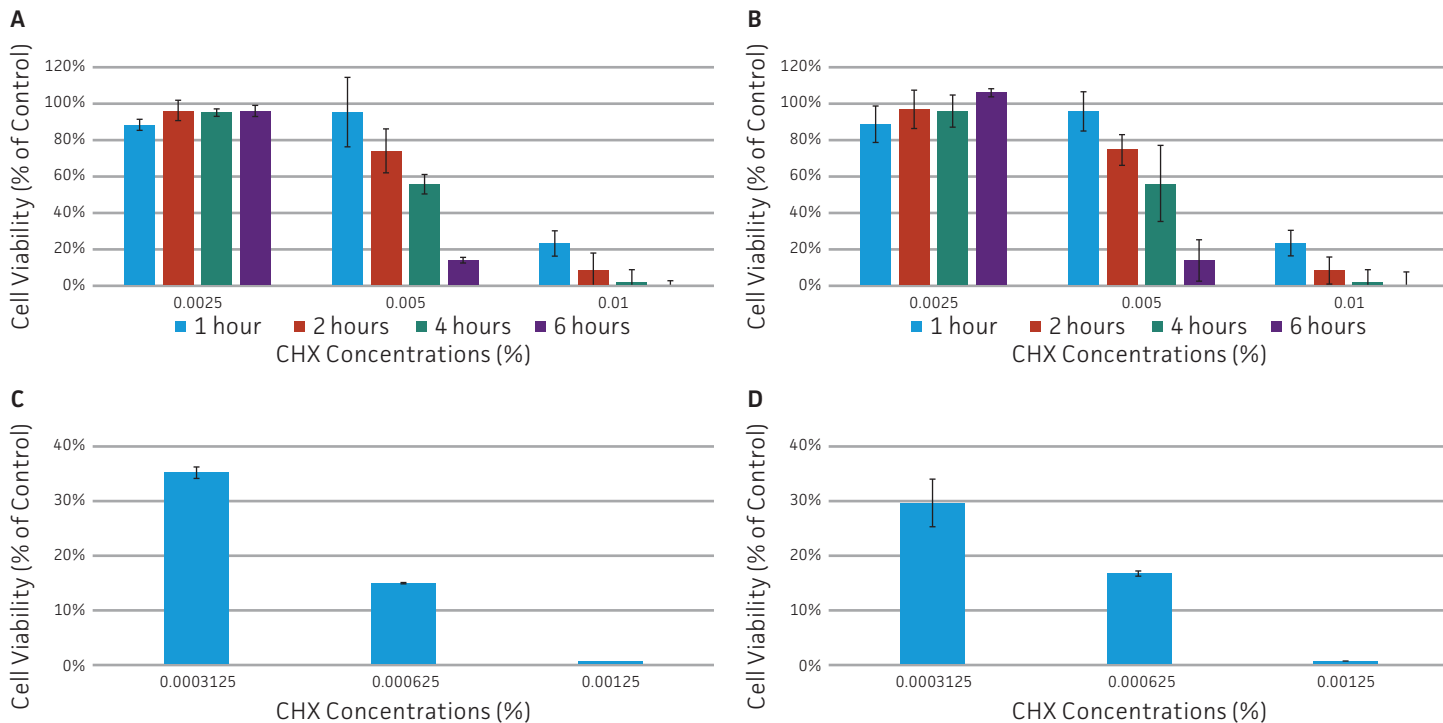 A
Cell Viability (% of Control)
120%
100%
80%
60%
40%
20%
0%
0.0025
0.005
0.01
1 hour
2 hours
4 hours
6 hours
CHX Concentrations (%)
B
Cell Viability (% of Control)
120%
100%
80%
60%
40%
20%
0%
0.0025
0.005
0.01
1 hour
2 hours
4 hours
6 hours
CHX Concentrations (%)
C
Cell Viability (% of Control)
40%
30%
20%
10%
0%
0.0003125
0.000625
0.00125
CHX Concentrations (%)
D
Cell Viability (% of Control)
40%
30%
20%
10%
0%
0.0003125
0.000625
0.00125
CHX Concentrations (%)